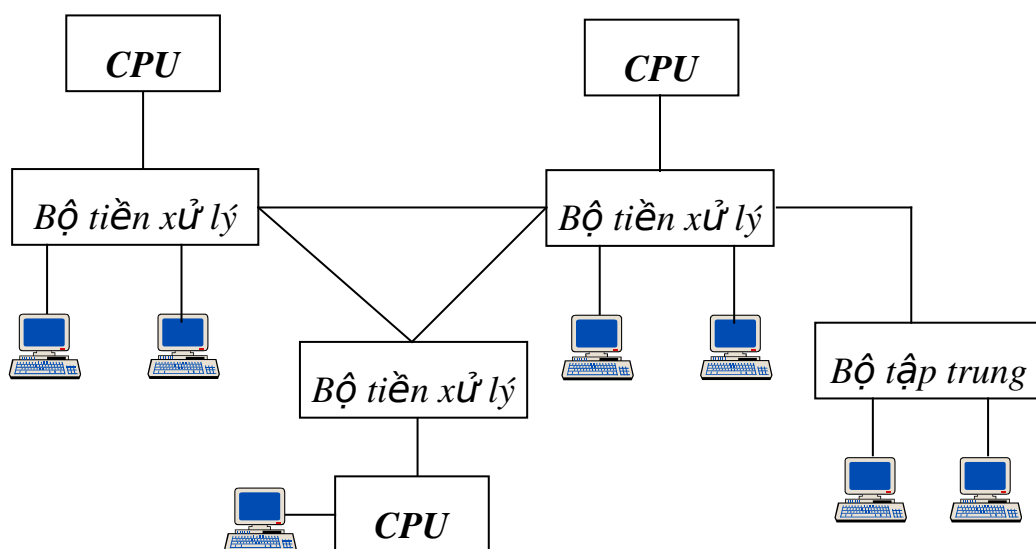 CPU
CPU
Bộ tiền xử lý
Bộ tiền xử lý
Bộ tiền xử lý
Bộ tập trung
CPU